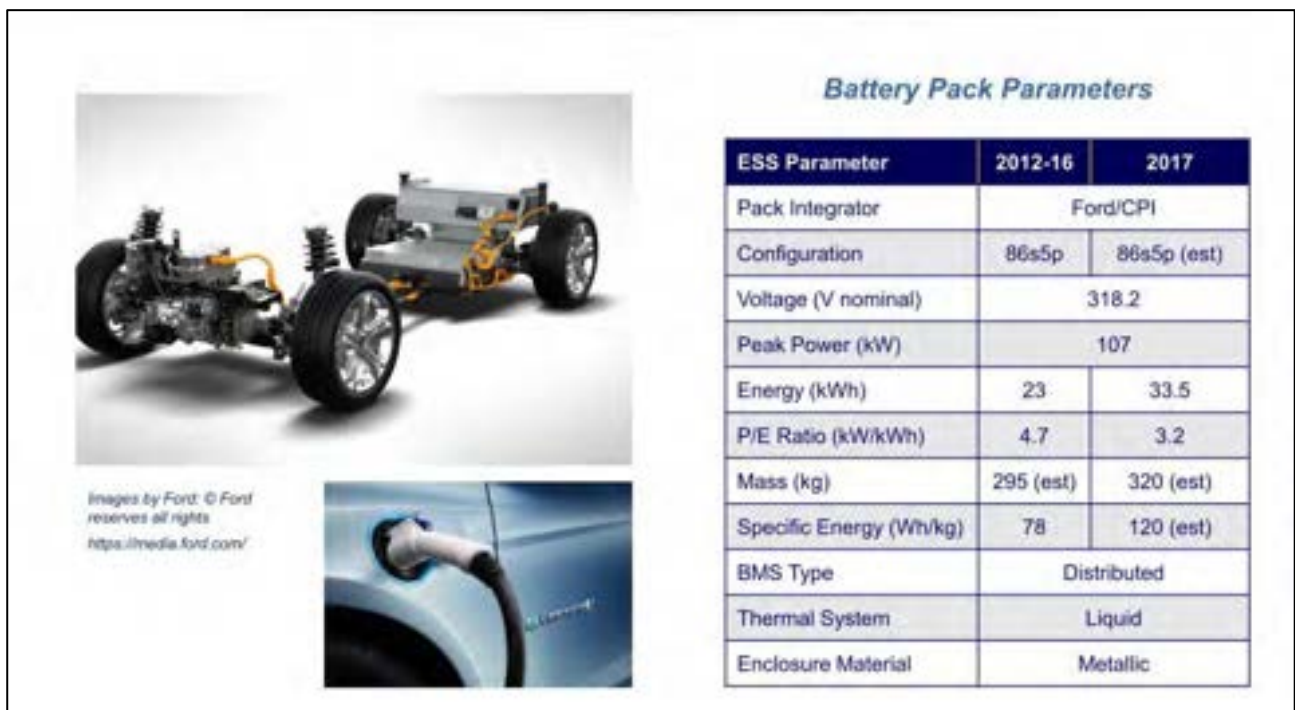 Battery Pack Parameters
ESS Parameter 2012-16 2017
Pack Integrator Ford/CPI
Configuration 86s5p 86s5p (est)
Voltage (V nominal) 318.2
Peak Power (kW) 107
Energy (kWh) 23 33.5
P/E Ratio (kW/kWh) 4.7 3.2
Mass (kg) 295 (est) 320 (est)
Specific Energy (Wh/kg) 78 120 (est)
BMS Type Distributed
Thermal System Liquid
Enclosure Material Metallic
Images by Ford: © Ford
reserves all rights
https://media.ford.com/